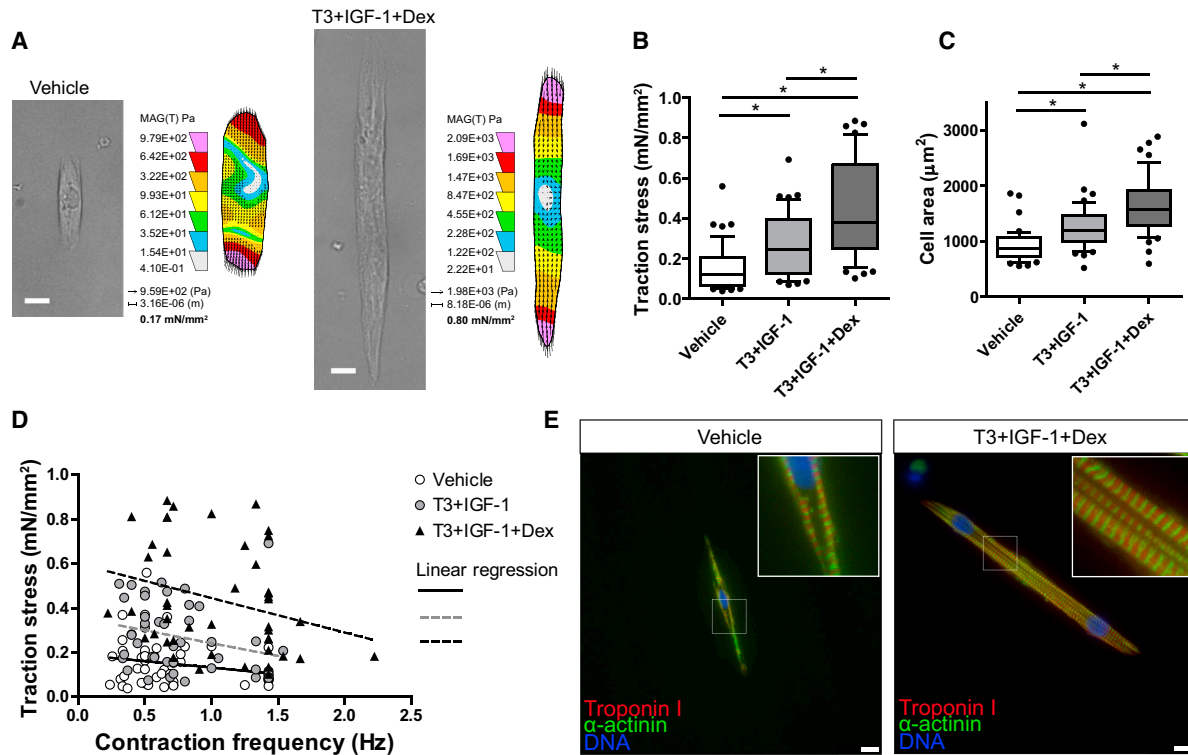 A
Vehicle
T3+IGF-1+Dex
MAG(T) Pa
9.79E+02
6.42E+02
3.22E+02
9.93E+01
6.12E+01
3.52E+01
1.54E+01
4.10E-01
9.59E+02 (Pa)
3.16E-06 (m)
0.17 mN/mm²
MAG(T) Pa
2.09E+03
1.69E+03
1.47E+03
8.47E+02
4.55E+02
2.28E+02
1.22E+02
2.22E+01
1.98E+03 (Pa)
8.18E-06 (m)
0.80 mN/mm²
B
Traction stress (mN/mm²)
1.0
0.8
0.6
0.4
0.2
0.0
*
*
*
Vehicle
T3+IGF-1
T3+IGF-1+Dex
C
Cell area (μm²)
3000
2000
1000
0
*
*
*
Vehicle
T3+IGF-1
T3+IGF-1+Dex
D
Traction stress (mN/mm²)
1.0
0.8
0.6
0.4
0.2
0.0
0.0 0.5 1.0 1.5 2.0 2.5
Contraction frequency (Hz)
Vehicle
T3+IGF-1
T3+IGF-1+Dex
Linear regression
E
Vehicle
Troponin I
α-actinin
DNA
T3+IGF-1+Dex
Troponin I
α-actinin
DNA